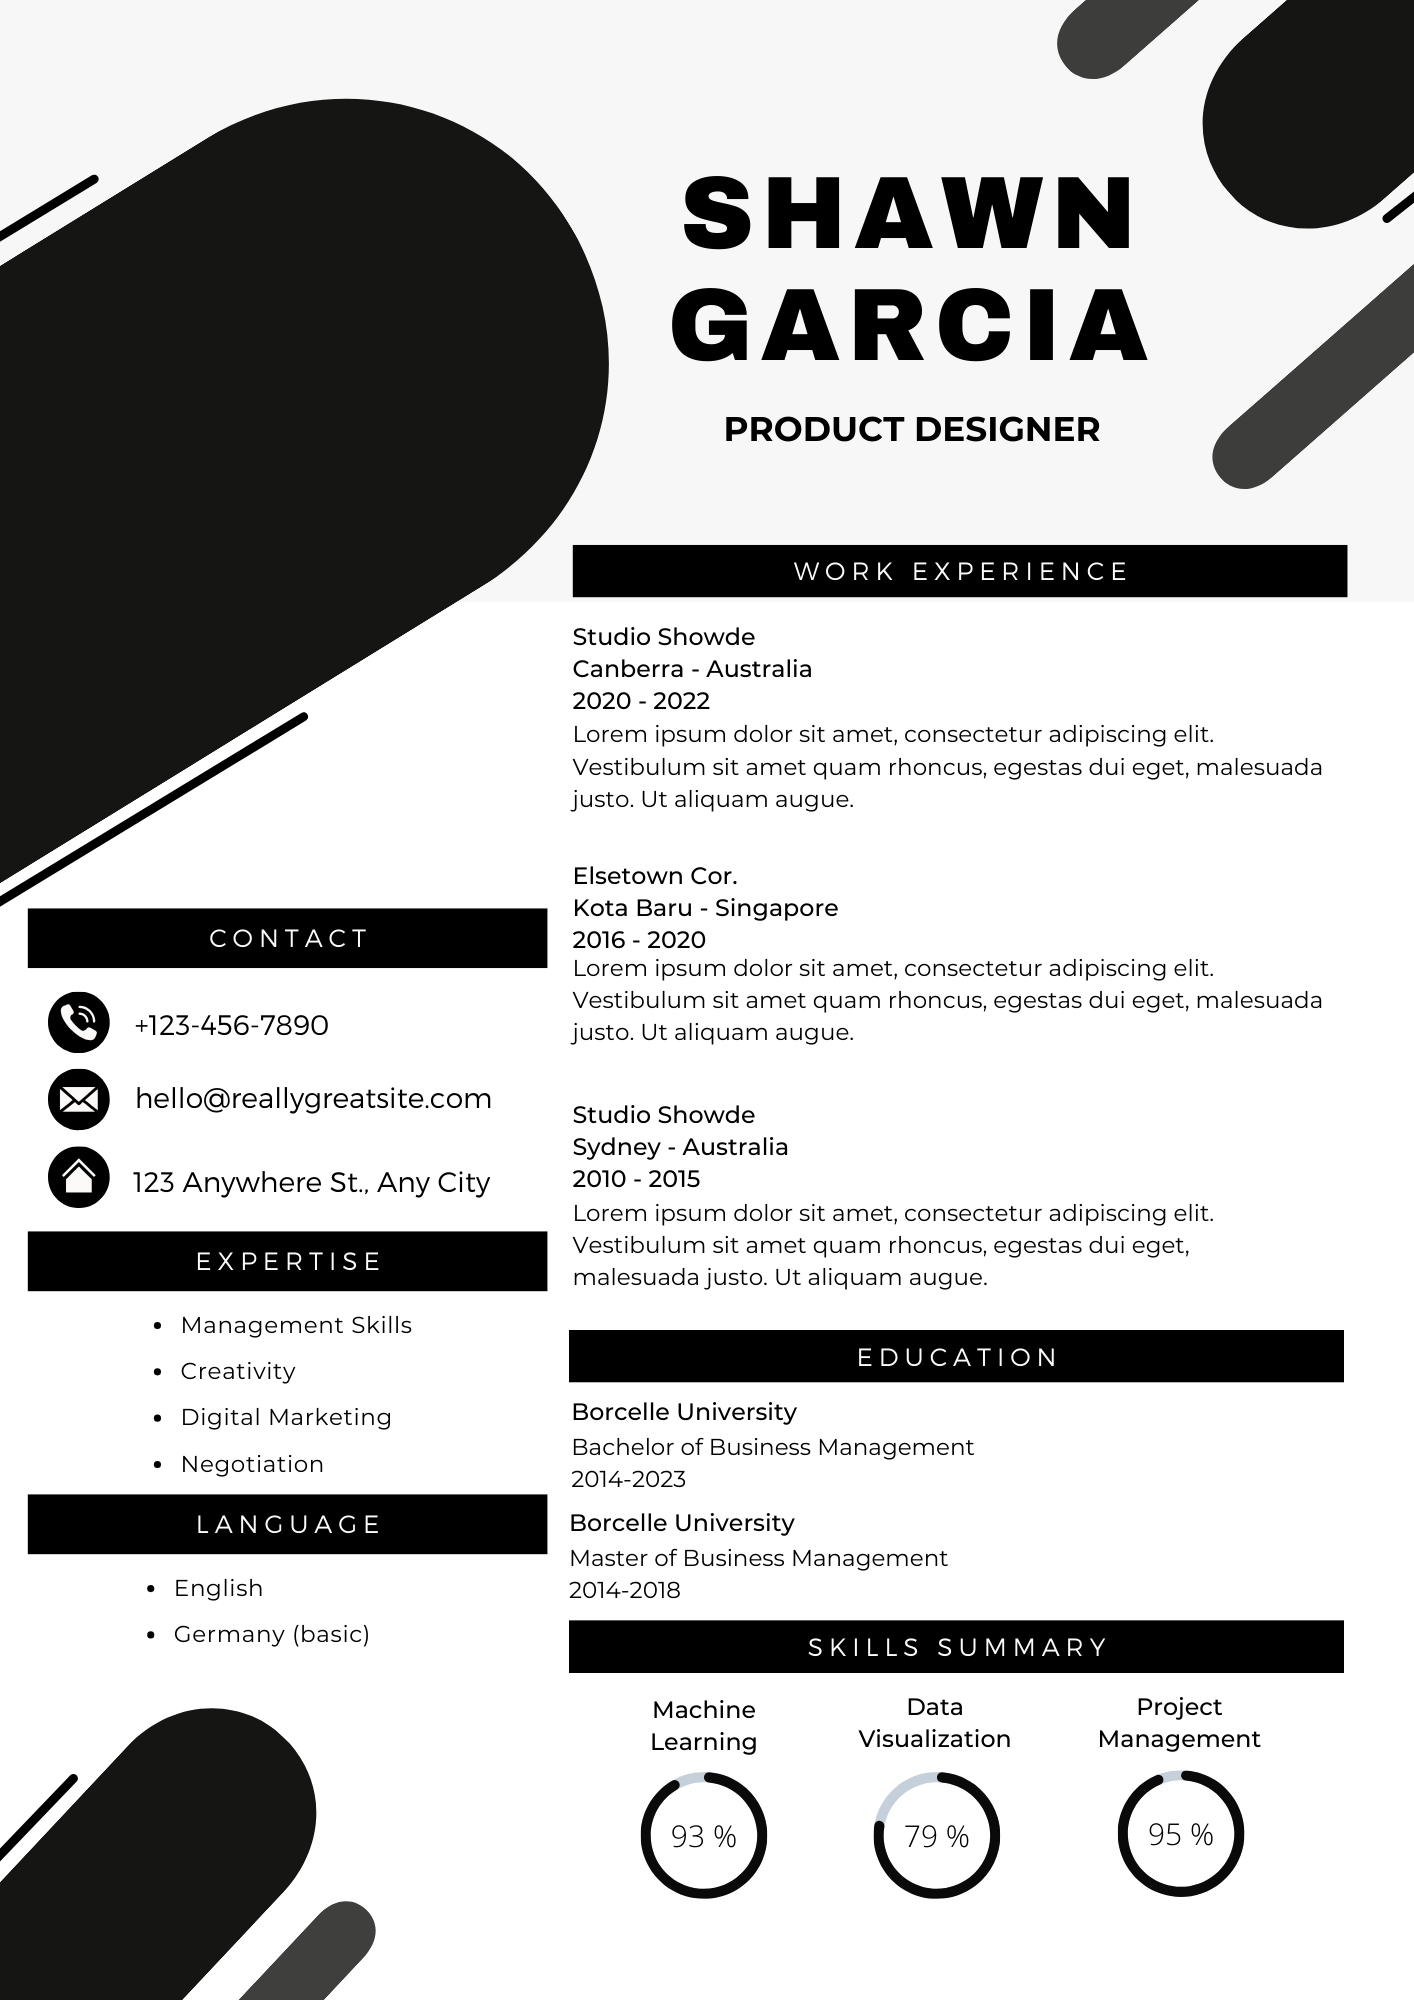 SHAWN
GARCIA
PRODUCT DESIGNER
WORK EXPERIENCE
Studio Showde
Canberra - Australia
2020 - 2022
Lorem ipsum dolor sit amet, consectetur adipiscing elit.
Vestibulum sit amet quam rhoncus, egestas dui eget, malesuada
justo. Ut aliquam augue.
Elsetown Cor.
Kota Baru - Singapore
2016 - 2020
Lorem ipsum dolor sit amet, consectetur adipiscing elit.
Vestibulum sit amet quam rhoncus, egestas dui eget, malesuada
justo. Ut aliquam augue.
Studio Showde
Sydney - Australia
2010 - 2015
Lorem ipsum dolor sit amet, consectetur adipiscing elit.
Vestibulum sit amet quam rhoncus, egestas dui eget,
malesuada justo. Ut aliquam augue.
CONTACT
+123-456-7890
hello@reallygreatsite.com
123 Anywhere St., Any City
EXPERTISE
• Management Skills
• Creativity
• Digital Marketing
• Negotiation
LANGUAGE
• English
• Germany (basic)
EDUCATION
Borcelle University
Bachelor of Business Management
2014-2023
Borcelle University
Master of Business Management
2014-2018
SKILLS SUMMARY
Machine
Learning
93 %
Data
Visualization
79 %
Project
Management
95 %